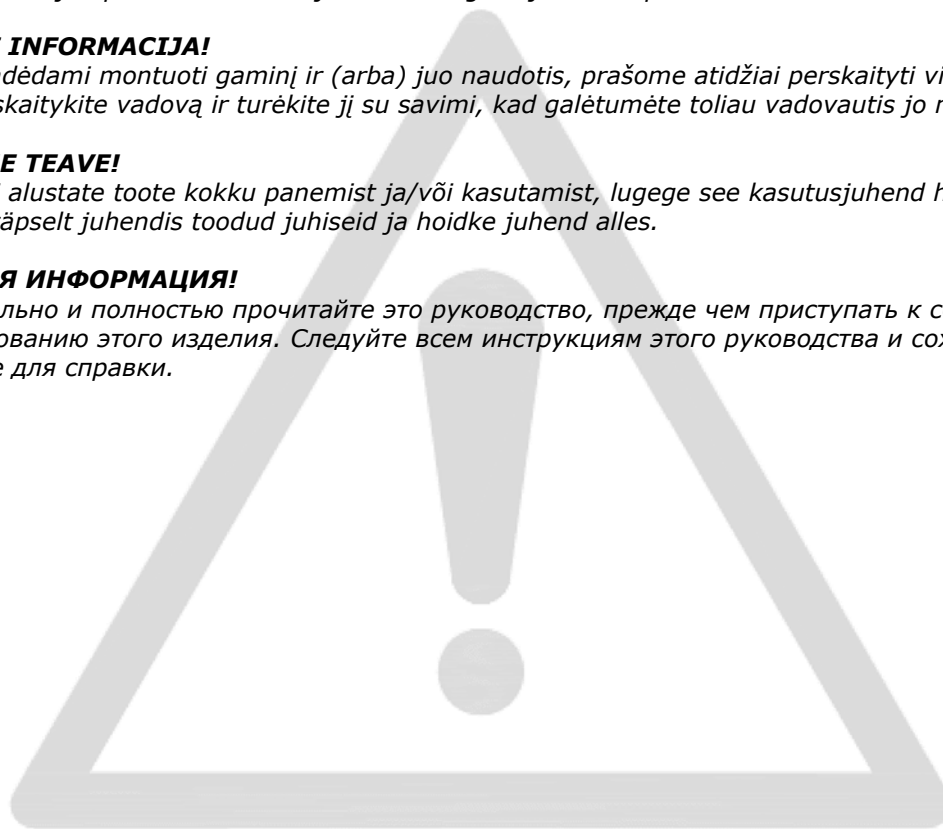 INFORMACIJA!
dėdami montuoti gaminį ir (arba) juo naudotis, prašome atidžiai perskaityti vi
skaitykite vadovą ir turėkite jį su savimi, kad galėtumėte toliau vadovautis jo
E TEAVE!
alustate toote kokku panemist ja/või kasutamist, lugege see kasutusjuhend h
äpselt juhendis toodud juhiseid ja hoidke juhend alles.
Я ИНФОРМАЦИЯ!
льно и полностью прочитайте это руководство, прежде чем приступать к с
ованию этого изделия. Следуйте всем инструкциям этого руководства и сох
е для справки.